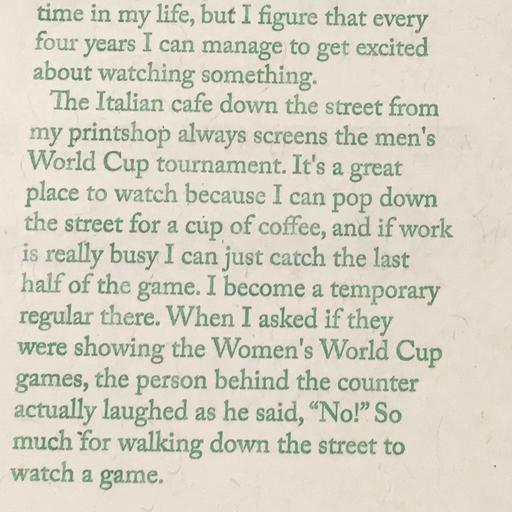 time in my life, but I figure that every
four years I can manage to get excited
about watching something.
The Italian cafe down the street from
my printshop always screens the men's
World Cup tournament. It's a great
place to watch because I can pop down
the street for a cup of coffee, and if work
is really busy I can just catch the last
half of the game. I become a temporary
regular there. When I asked if they
were showing the Women's World Cup
games, the person behind the counter
actually laughed as he said, “No!” So
much for walking down the street to
watch a game.